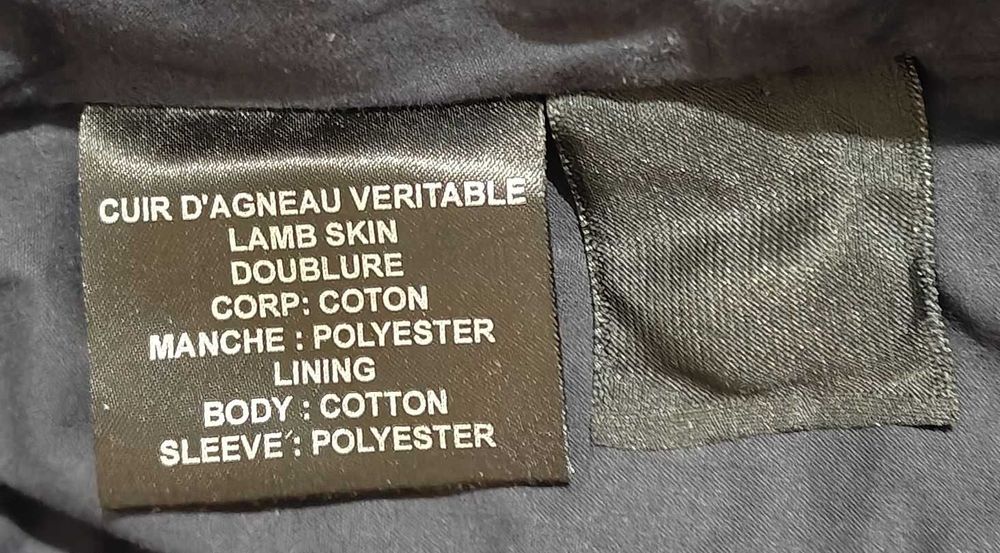 CUIR D'AGNEAU VERITABLE
LAMB SKIN
DOUBLURE
CORP: COTON
MANCHE : POLYESTER
LINING
BODY : COTTON
SLEEVE : POLYESTER